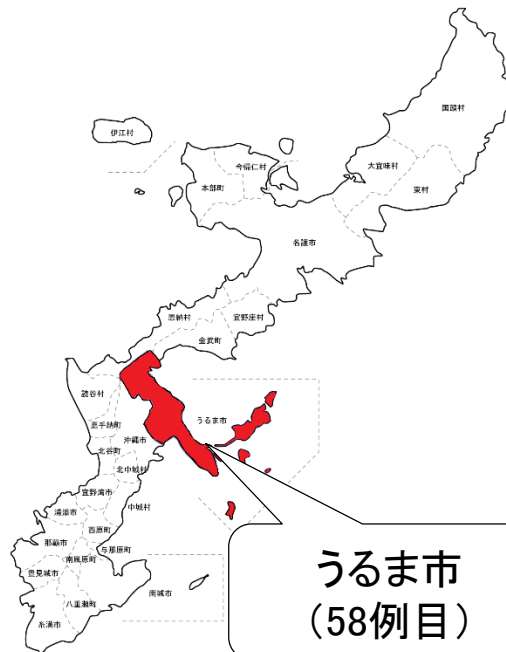 国頭村
伊江村
大宜味村
今帰仁村
本部町
東村
名護市
恩納村
宜野座村
金武町
読谷村
うるま市
嘉手納町
沖縄市
北谷町
北中城村
宜野湾市
中城村
浦添市
西原町
那覇市
与那原町
南風原町
豊見城市
南城市
八重瀬町
糸満市
うるま市
（58例目）